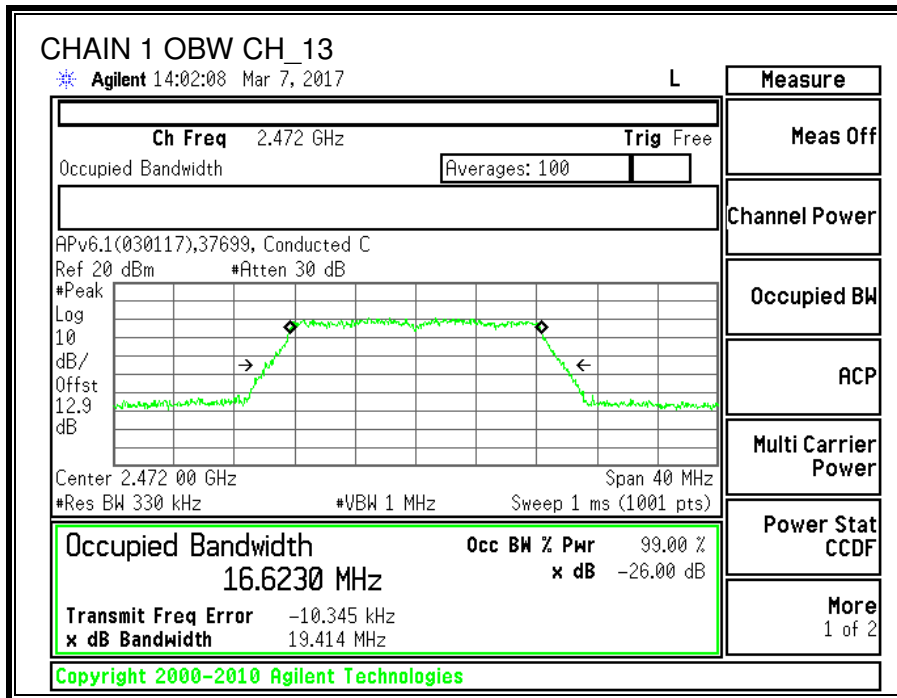 CHAIN 1 OBW CH_13
Agilent 14:02:08 Mar 7, 2017 L
Measure
Ch Freq 2.472 GHz Trig Free
Occupied Bandwidth Averages: 100
APv6.1(030117),37699, Conducted C
Ref 20 dBm #Atten 30 dB
#Peak
Log
10
dB/
Offst
12.9
dB
Center 2.472 00 GHz Span 40 MHz
#Res BW 330 kHz #VBW 1 MHz Sweep 1 ms (1001 pts)
Occupied Bandwidth Occ BW % Pwr 99.00 %
16.6230 MHz x dB -26.00 dB
Transmit Freq Error -10.345 kHz
x dB Bandwidth 19.414 MHz
Meas Off
Channel Power
Occupied BW
ACP
Multi Carrier
Power
Power Stat
CCDF
More
1 of 2
Copyright 2000-2010 Agilent Technologies